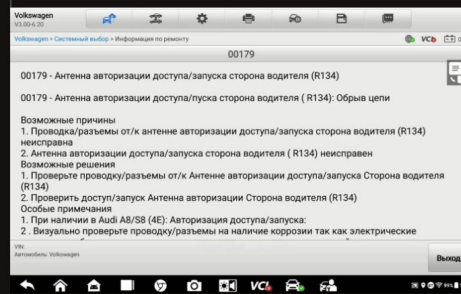 Volkswagen
V3.00-6.20
Volkswagen > Системный выбор > Информация по ремонту
VCI
00179
00179 - Антенна авторизации доступа/запуска сторона водителя (R134)
00179 - Антенна авторизации доступа/пуска сторона водителя ( R134): Обрыв цепи
Возможные причины
1. Проводка/разъемы от/к антенне авторизации доступа/запуска сторона водителя (R134)
неисправна
2. Антенна авторизации доступа/запуска сторона водителя ( R134) неисправен
Возможные решения
1. Проверьте проводку/разъемы от/к Антенне авторизации доступа/запуска Сторона водителя
(R134)
2. Проверить доступ/запуск Антенна авторизации Сторона водителя (R134)
Особые примечания
1. При наличии в Audi A8/S8 (4E): Авторизация доступа/запуска:
2 . Визуально проверьте проводку/разъемы на наличие коррозии так как электрические
VIN:
Автомобиль: Volkswagen
Выход
VCI
99%